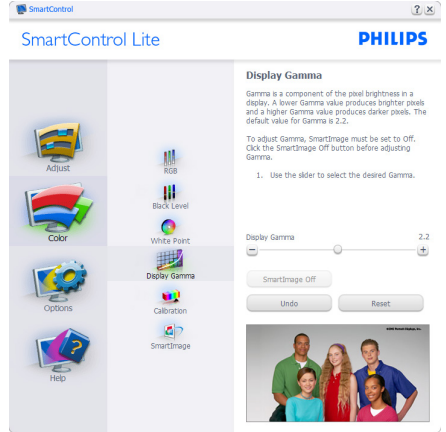 SmartControl
SmartControl Lite
PHILIPS
Adjust
Color
Options
Help
RGB
Black Level
White Point
Display Gamma
Calibration
SmartImage
Display Gamma
Gamma is a component of the pixel brightness in a
display. A lower Gamma value produces brighter pixels
and a higher Gamma value produces darker pixels. The
default value for Gamma is 2.2.
To adjust Gamma, SmartImage must be set to Off.
Click the SmartImage Off button before adjusting
Gamma.
1. Use the slider to select the desired Gamma.
Display Gamma 2.2
SmartImage Off
Undo Reset